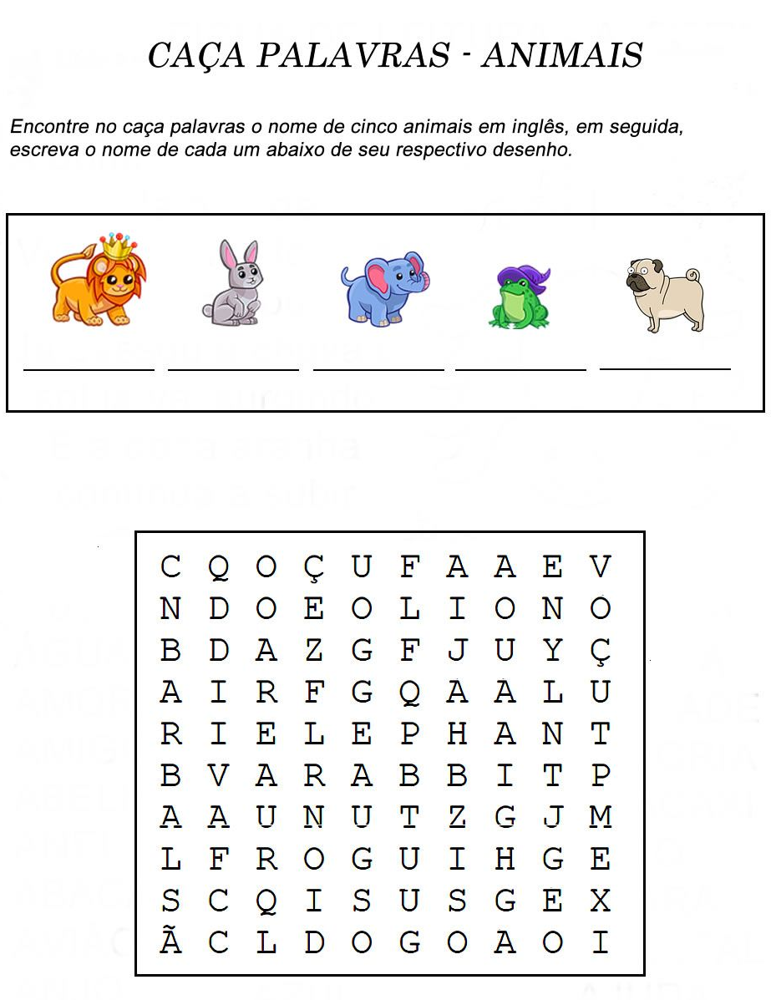 CAÇA PALAVRAS - ANIMAIS
Encontre no caça palavras o nome de cinco animais em inglês, em seguida,
escreva o nome de cada um abaixo de seu respectivo desenho.
C Q O Ç U F A A E V
N D O E O L I O N O
B D A Z G F J U Y Ç
A I R F G Q A A L U
R I E L E P H A N T
B V A R A B B I T P
A A U N U T Z G J M
L F R O G U I H G E
S C Q I S U S G E X
Ã C L D O G O A O I